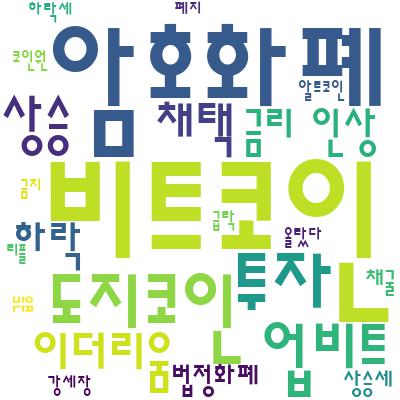 하락세
폐지
암호화폐
코인원
알트코인
상승
채택
금리
인상
비트코인
금지
급락
하락
올랐다
리플
투자
채굴
도지코인
업비트
이더리움
법정화폐
강세장
상승세